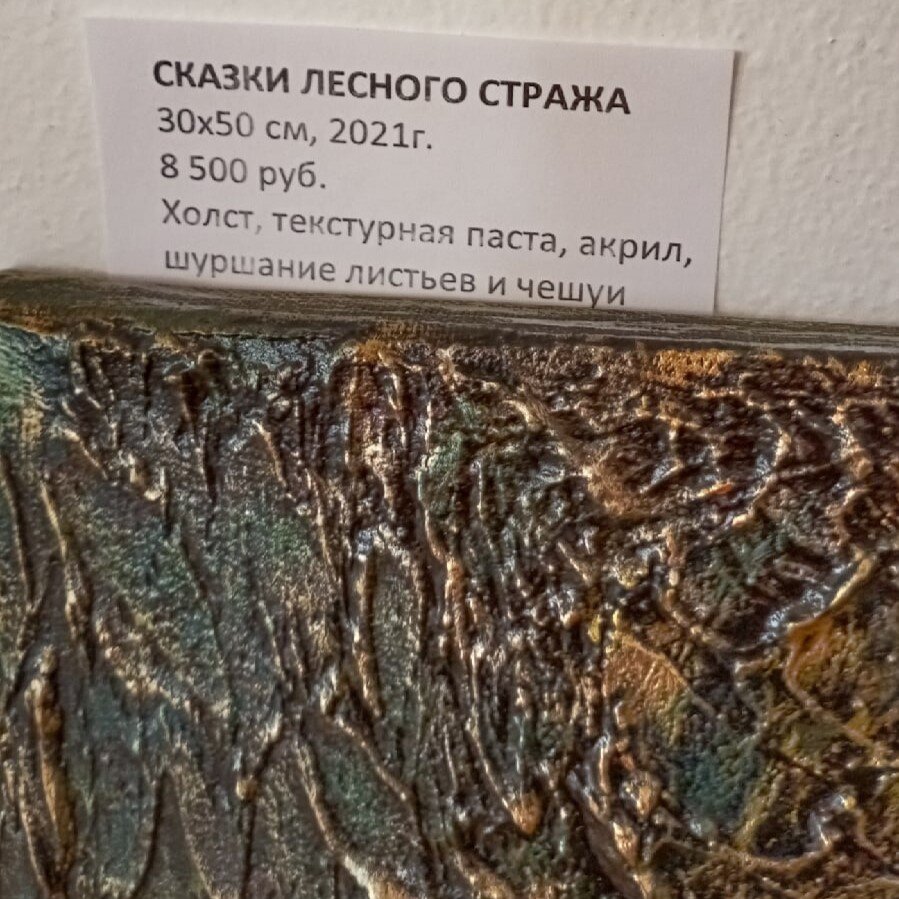 СКАЗКИ ЛЕСНОГО СТРАЖА
30х50 см, 2021г.
8 500 руб.
Холст, текстурная паста, акрил,
шуршание листьев и чешуи